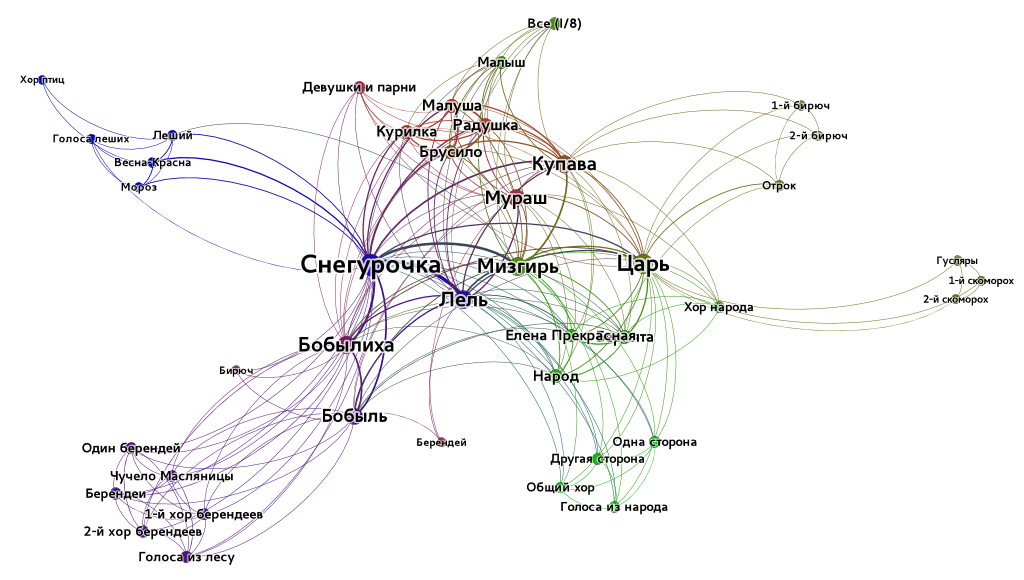 Все (I/8)
Малыш
Хор птиц
Девушки и парни
Малуша
1-й бирюч
Курилка
Радушка
2-й бирюч
Голоса леших
Леший
Брусило
Весна-Красна
Купава
Мороз
Отрок
Мураш
Снегурочка
Мизгирь
Царь
Гусляры
1-й скоморох
Лель
2-й скоморох
Хор народа
Елена Прекрасная
Бобылиха
Бирюч
Народ
Бобыль
Берендей
Одна сторона
Один берендей
Другая сторона
Чучело Масляницы
Берендеи
Общий хор
Голоса из народа
1-й хор берендеев
2-й хор берендеев
Голоса из лесу